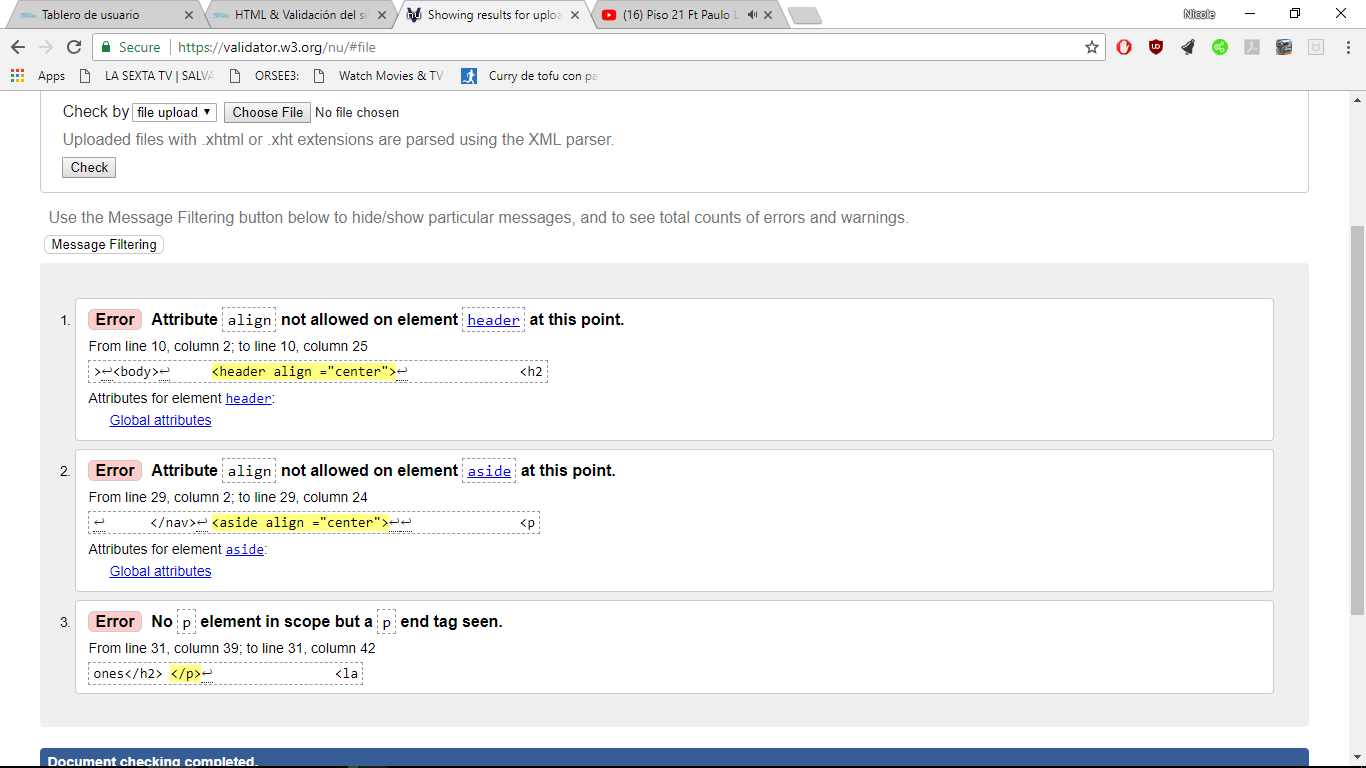 Tablero de usuario
HTML & Validación del si
Showing results for uploa
(16) Piso 21 Ft Paulo L
Nicole
Secure
https://validator.w3.org/nu/#file
Apps
LA SEXTA TV | SALVA
ORSEE3:
Watch Movies & TV
Curry de tofu con pa
Check by file upload Choose File No file chosen
Uploaded files with .xhtml or .xht extensions are parsed using the XML parser.
Check
Use the Message Filtering button below to hide/show particular messages, and to see total counts of errors and warnings.
Message Filtering
1. Error Attribute align not allowed on element header at this point.
From line 10, column 2; to line 10, column 25
>↩<body>↩ <header align ="center">↩ <h2
Attributes for element header:
Global attributes
2. Error Attribute align not allowed on element aside at this point.
From line 29, column 2; to line 29, column 24
↩ </nav>↩ <aside align ="center">↩↩ <p
Attributes for element aside:
Global attributes
3. Error No p element in scope but a p end tag seen.
From line 31, column 39; to line 31, column 42
ones</h2> </p>↩ <la
Document checking completed.